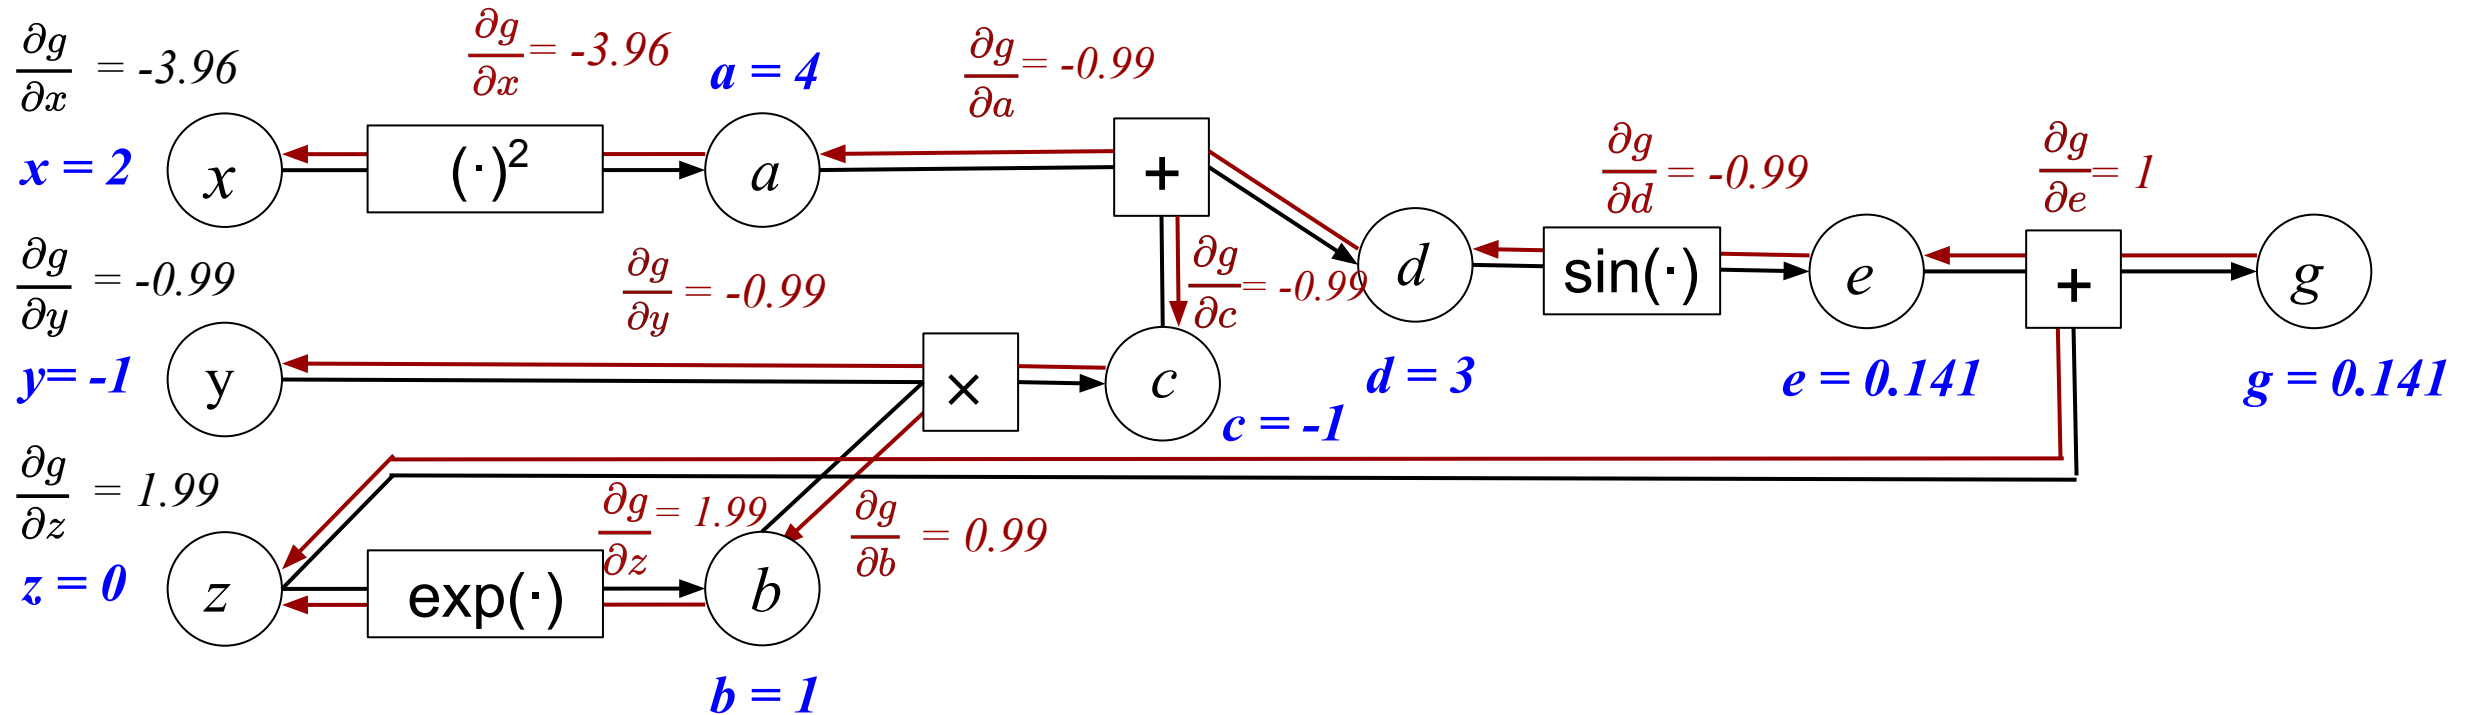 ∂g/∂x = -3.96
∂g/∂x = -3.96
a = 4
∂g/∂a = -0.99
x = 2
x
(·)²
a
+
∂g/∂d = -0.99
∂g/∂e = 1
∂g/∂y = -0.99
∂g/∂y = -0.99
∂g/∂c = -0.99
d
sin(·)
e
+
g
y= -1
y
×
c
c = -1
d = 3
e = 0.141
g = 0.141
∂g/∂z = 1.99
∂g/∂z = 1.99
∂g/∂b = 0.99
z = 0
z
exp(·)
b
b = 1